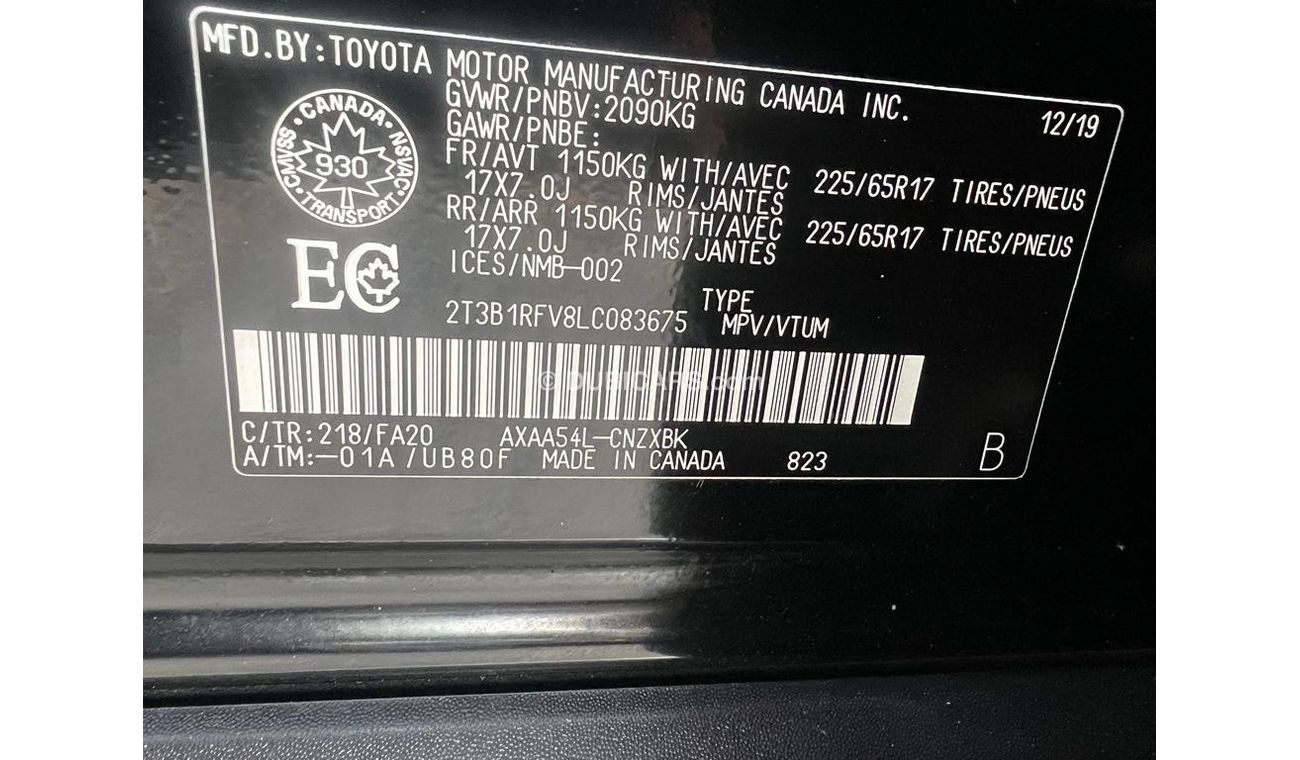 MFD.BY:TOYOTA MOTOR MANUFACTURING CANADA INC. 12/19
GVWR/PNBV:2090KG
GAWR/PNBE:
FR/AVT 1150KG WITH/AVEC 225/65R17 TIRES/PNEUS
17X7.0J RIMS/JANTES
RR/ARR 1150KG WITH/AVEC 225/65R17 TIRES/PNEUS
17X7.0J RIMS/JANTES
ICES/NMB-002
CANADA
CMVSS 930 NSVAC
TRANSPORT
EC
2T3B1RFV8LC083675 TYPE
MPV/VTUM
© DUBICARS.com
C/TR:218/FA20 AXAA54L-CNZXBK
A/TM:-01A/UB80F MADE IN CANADA 823 B